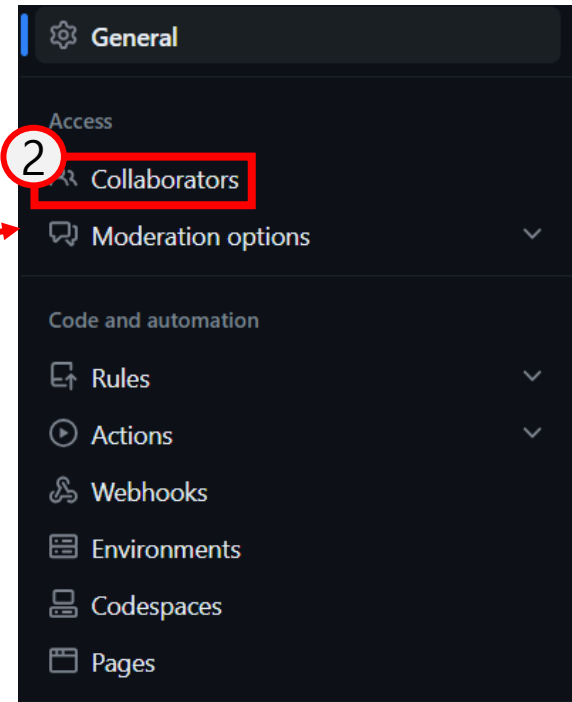 General
Access
2
Collaborators
Moderation options
Code and automation
Rules
Actions
Webhooks
Environments
Codespaces
Pages